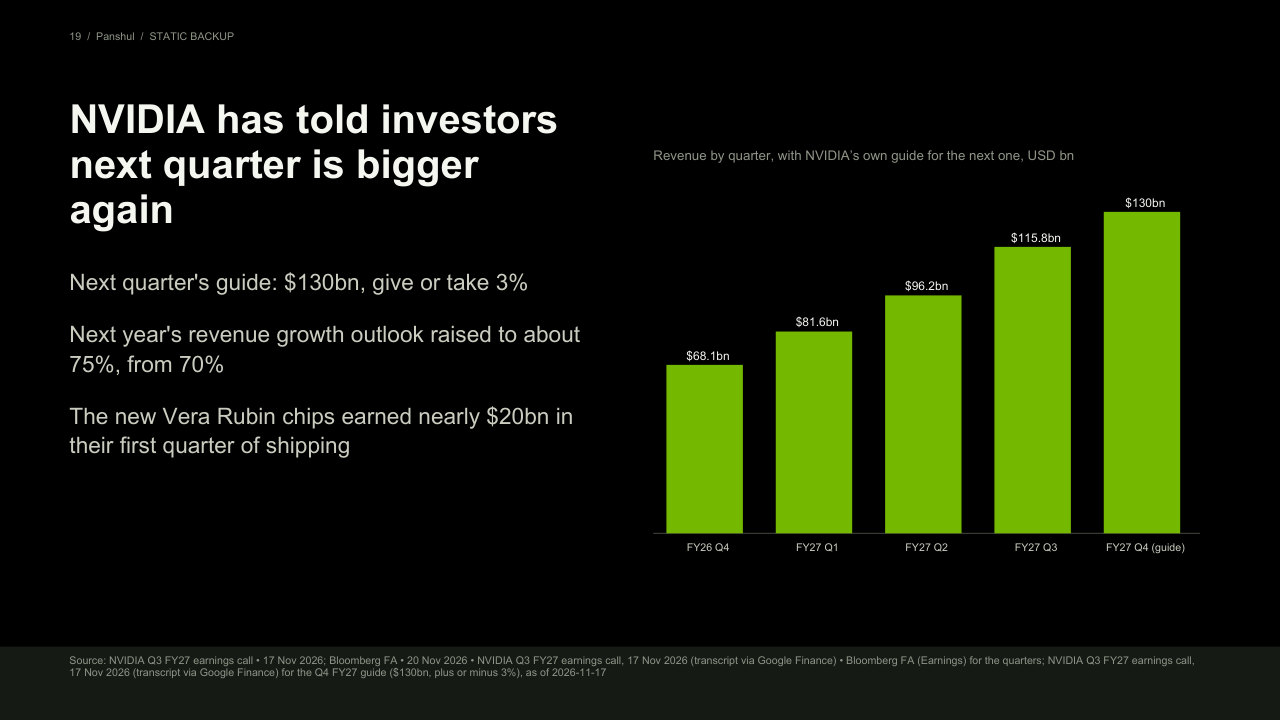 19 / Panshul / STATIC BACKUP
NVIDIA has told investors
next quarter is bigger
again
Next quarter's guide: $130bn, give or take 3%
Next year's revenue growth outlook raised to about
75%, from 70%
The new Vera Rubin chips earned nearly $20bn in
their first quarter of shipping
Revenue by quarter, with NVIDIA's own guide for the next one, USD bn
$68.1bn
$81.6bn
$96.2bn
$115.8bn
$130bn
FY26 Q4
FY27 Q1
FY27 Q2
FY27 Q3
FY27 Q4 (guide)
Source: NVIDIA Q3 FY27 earnings call • 17 Nov 2026; Bloomberg FA • 20 Nov 2026 • NVIDIA Q3 FY27 earnings call, 17 Nov 2026 (transcript via Google Finance) • Bloomberg FA (Earnings) for the quarters; NVIDIA Q3 FY27 earnings call,
17 Nov 2026 (transcript via Google Finance) for the Q4 FY27 guide ($130bn, plus or minus 3%), as of 2026-11-17